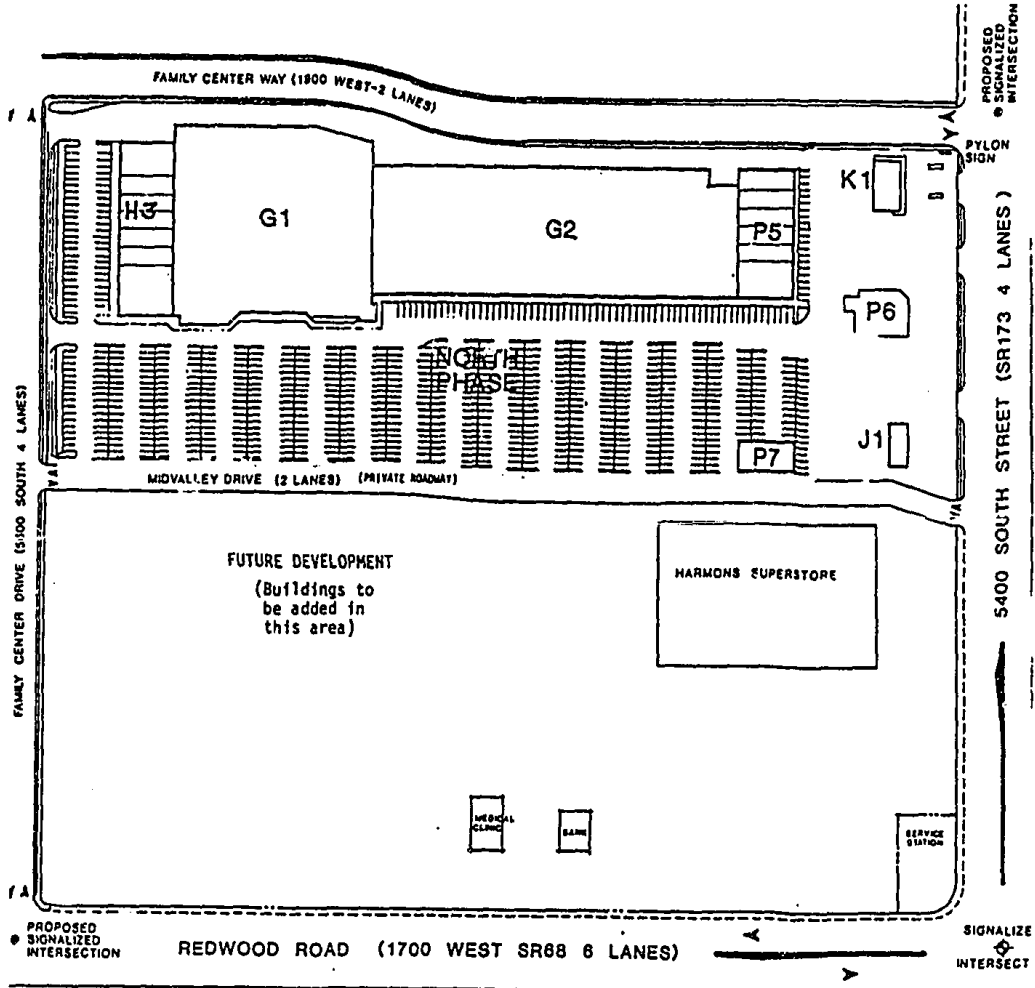 PROPOSED
SIGNALIZED
INTERSECTION
FAMILY CENTER WAY (1800 WEST-2 LANES)
PYLON
SIGN
K1
H3
G1
G2
P5
P6
NORTH
PHASE
J1
P7
MIDVALLEY DRIVE (2 LANES) (PRIVATE ROADWAY)
FAMILY CENTER DRIVE (5500 SOUTH 4 LANES)
5400 SOUTH STREET (SR173 4 LANES)
FUTURE DEVELOPMENT
(Buildings to
be added in
this area)
HARMONS SUPERSTORE
MEDICAL
CLINIC
BANK
SERVICE
STATION
PROPOSED
SIGNALIZED
INTERSECTION
REDWOOD ROAD (1700 WEST SR68 6 LANES)
SIGNALIZE
INTERSECT